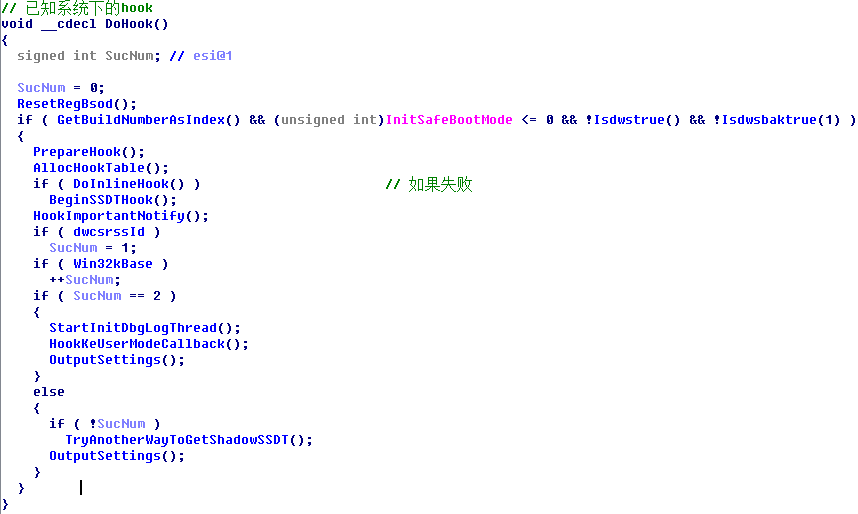 // 已知系统下的hook
void __cdecl DoHook()
{
  signed int SucNum; // esi@1

  SucNum = 0;
  ResetRegBsod();
  if ( GetBuildNumberAsIndex() && (unsigned int)InitSafeBootMode <= 0 && !Isdwstrue() && !Isdwsbaktrue(1) )
  {
    PrepareHook();
    AllocHookTable();
    if ( DoInlineHook() )                       // 如果失败
      BeginSSDTHook();
    HookImportantNotify();
    if ( dwcsrssId )
      SucNum = 1;
    if ( Win32kBase )
      ++SucNum;
    if ( SucNum == 2 )
    {
      StartInitDbgLogThread();
      HookKeUserModeCallback();
      OutputSettings();
    }
    else
    {
      if ( !SucNum )
        TryAnotherWayToGetShadowSSDT();
      OutputSettings();
    }
  }
}